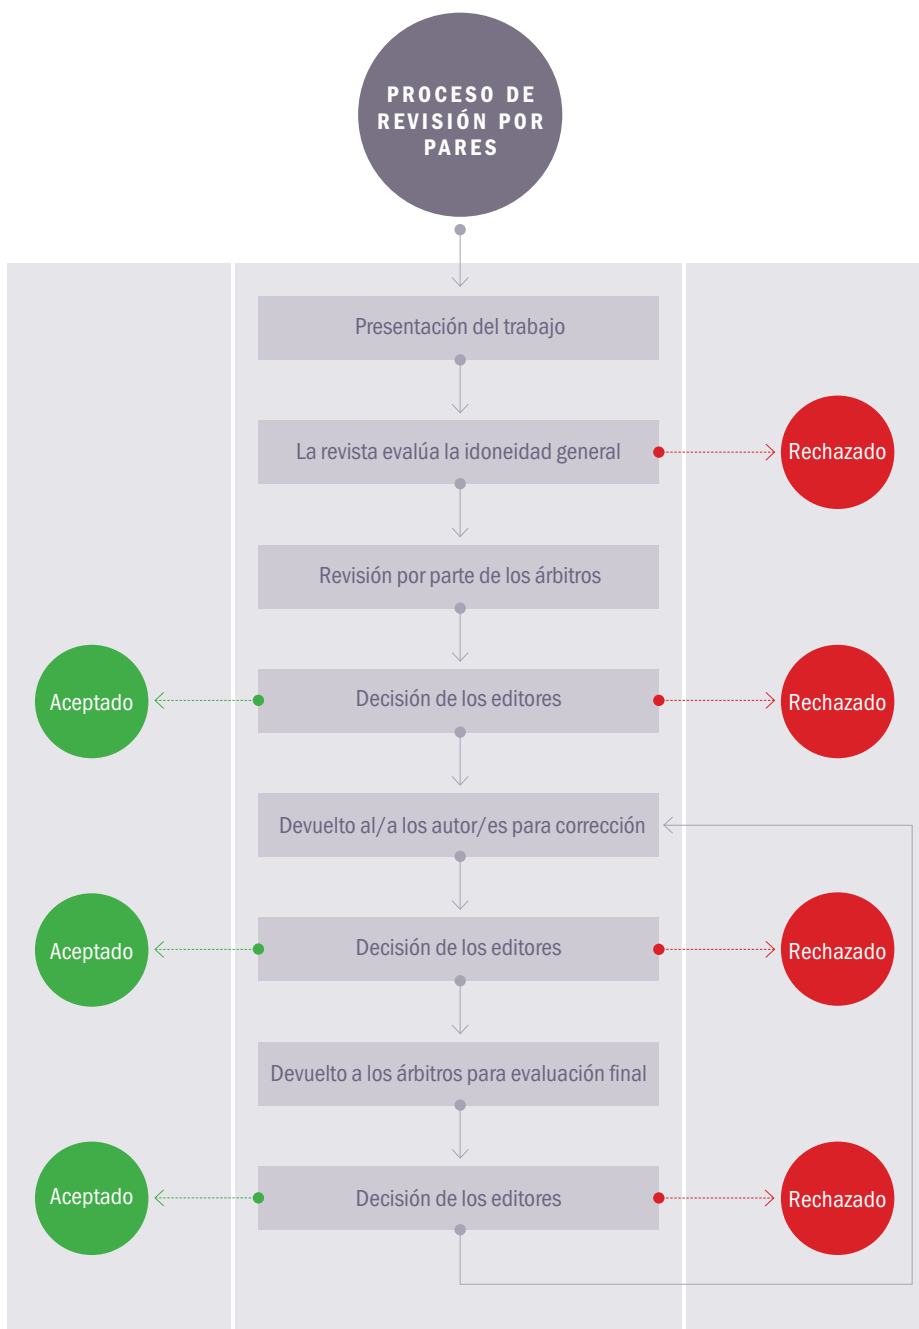 PROCESO DE
REVISIÓN POR
PARES
Presentación del trabajo
La revista evalúa la idoneidad general
Rechazado
Revisión por parte de los árbitros
Aceptado
Decisión de los editores
Rechazado
Devuelto al/a los autor/es para corrección
Aceptado
Decisión de los editores
Rechazado
Devuelto a los árbitros para evaluación final
Aceptado
Decisión de los editores
Rechazado